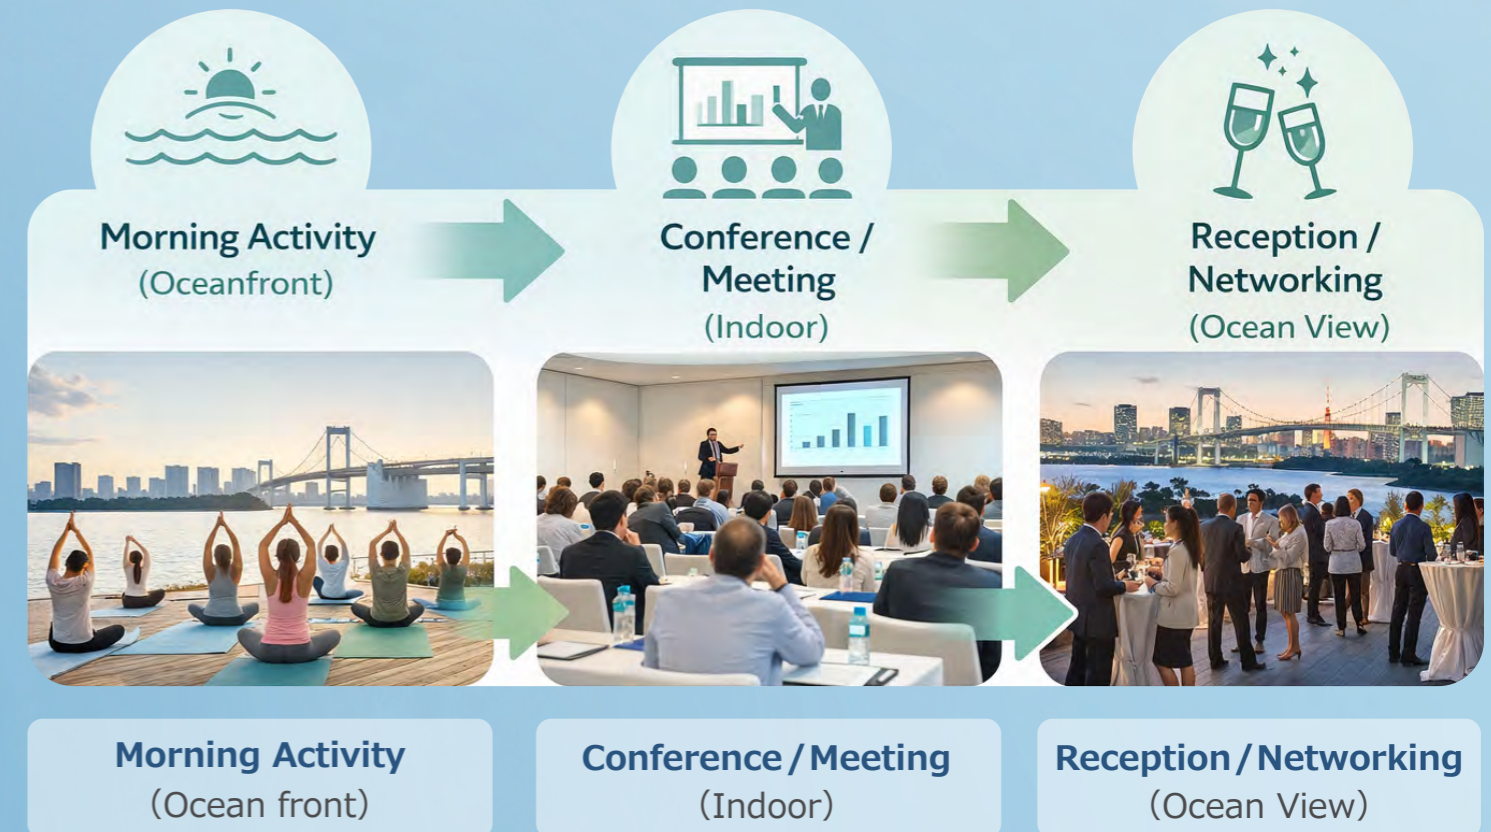 Morning Activity
(Oceanfront)
Conference /
Meeting
(Indoor)
Reception /
Networking
(Ocean View)
Morning Activity
（Ocean front）
Conference / Meeting
（Indoor）
Reception / Networking
（Ocean View）